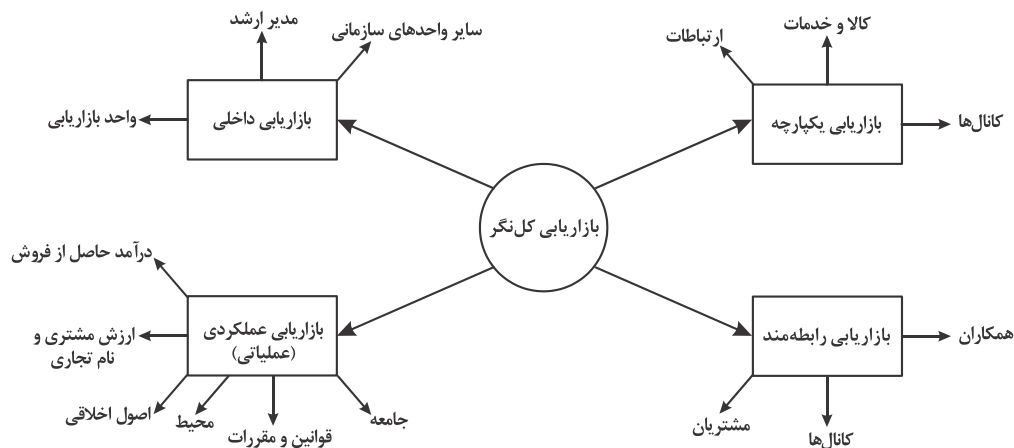 کالا و خدمات
ارتباطات
بازاریابی یکپارچه
کانال‌ها
مدیر ارشد
سایر واحدهای سازمانی
بازاریابی داخلی
واحد بازاریابی
بازاریابی کل‌نگر
بازاریابی رابطه‌مند
همکاران
کانال‌ها
مشتریان
درآمد حاصل از فروش
بازاریابی عملکردی
(عملیاتی)
ارزش مشتری و
نام تجاری
جامعه
قوانین و مقررات
محیط
اصول اخلاقی